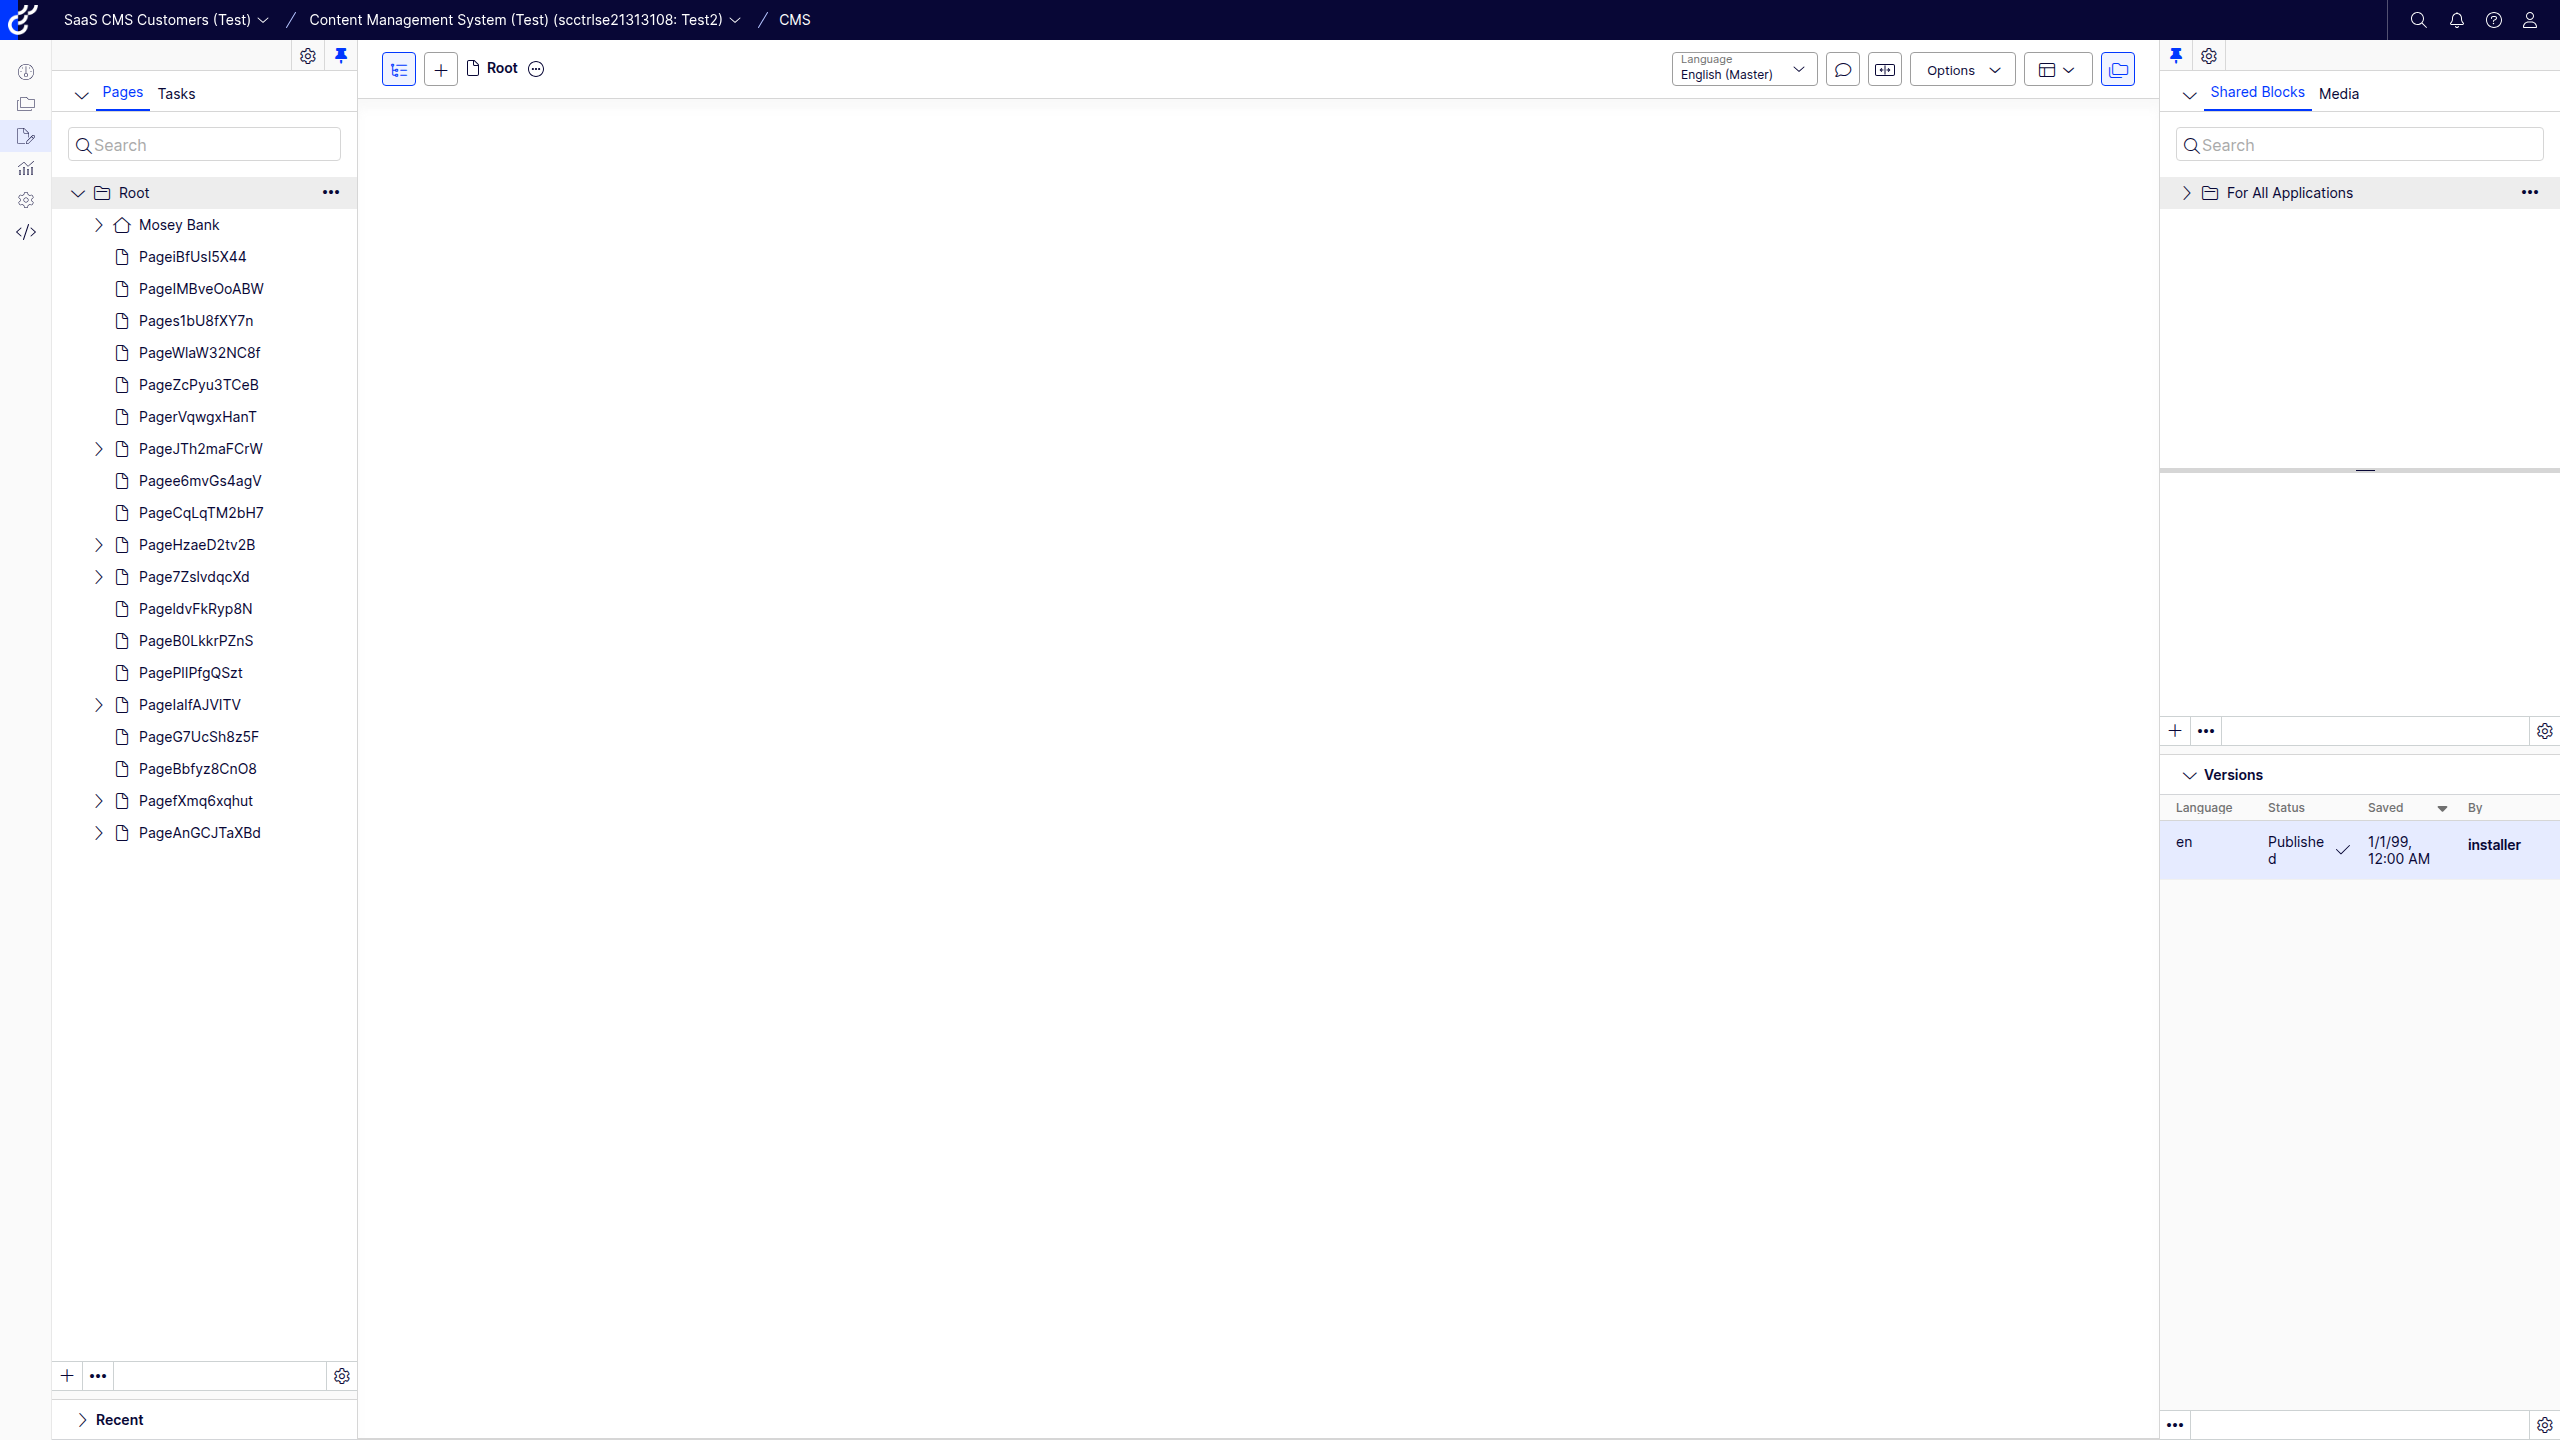 SaaS CMS Customers (Test) / Content Management System (Test) (scctrlse21313108: Test2) / CMS
Pages Tasks
Search
Root
Mosey Bank
PageiBfUsI5X44
PageIMBveOoABW
Pages1bU8fXY7n
PageWlaW32NC8f
PageZcPyu3TCeB
PagerVqwgxHanT
PageJTh2maFCrW
Pagee6mvGs4agV
PageCqLqTM2bH7
PageHzaeD2tv2B
Page7ZslvdqcXd
PageldvFkRyp8N
PageB0LkkrPZnS
PagePIlPfgQSzt
PageIaIfAJVITV
PageG7UcSh8z5F
PageBbfyz8CnO8
PagefXmq6xqhut
PageAnGCJTaXBd
Recent
Root
Language
English (Master)
Options
Shared Blocks Media
Search
For All Applications
Versions
Language Status Saved By
en Publishe 1/1/99, installer
d 12:00 AM